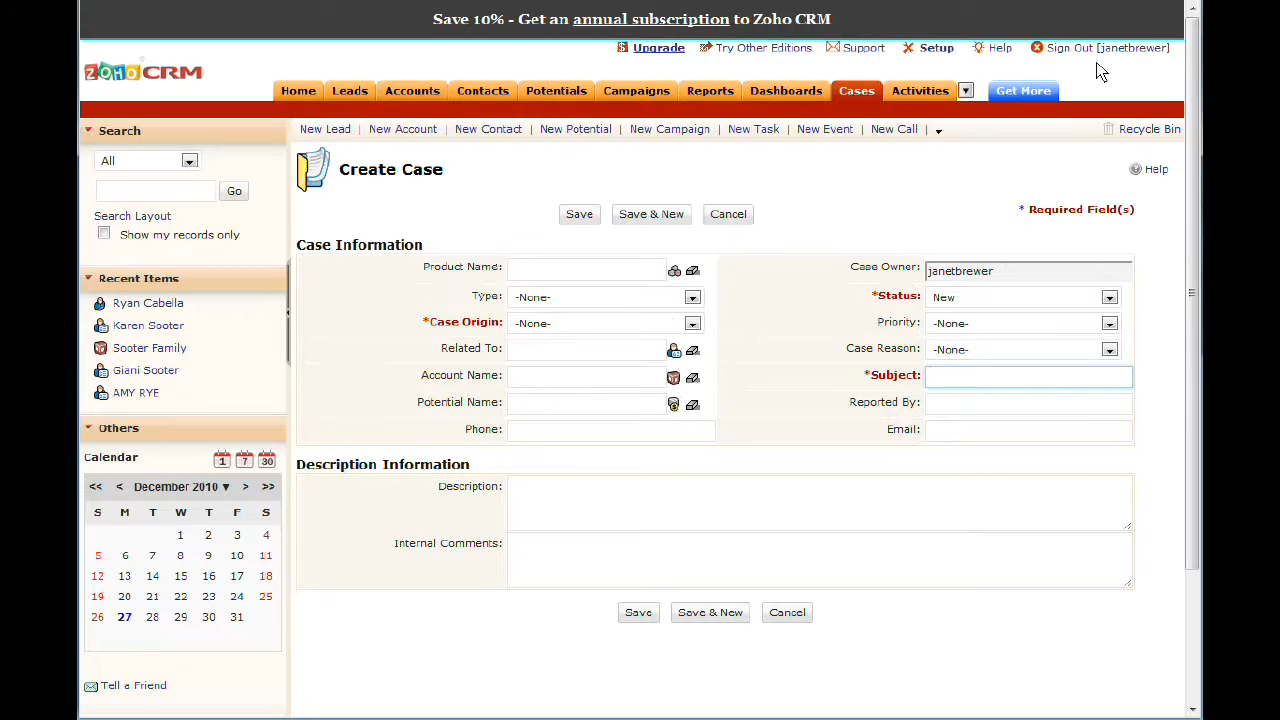 Save 10% - Get an annual subscription to Zoho CRM
Upgrade Try Other Editions Support Setup Help Sign Out [janetbrewer]
ZOHO CRM
Home Leads Accounts Contacts Potentials Campaigns Reports Dashboards Cases Activities Get More
New Lead | New Account | New Contact | New Potential | New Campaign | New Task | New Event | New Call | Recycle Bin
Search
All
Go
Search Layout
Show my records only
Recent Items
Ryan Cabella
Karen Sooter
Sooter Family
Giani Sooter
AMY RYE
Others
Calendar 1 7 30
<< < December 2010 > >>
S M T W T F S
1 2 3 4
5 6 7 8 9 10 11
12 13 14 15 16 17 18
19 20 21 22 23 24 25
26 27 28 29 30 31
Tell a Friend
Create Case
Help
Save Save & New Cancel
* Required Field(s)
Case Information
Product Name: Case Owner: janetbrewer
Type: -None- *Status: New
*Case Origin: -None- Priority: -None-
Related To: Case Reason: -None-
Account Name: *Subject:
Potential Name: Reported By:
Phone: Email:
Description Information
Description:
Internal Comments:
Save Save & New Cancel